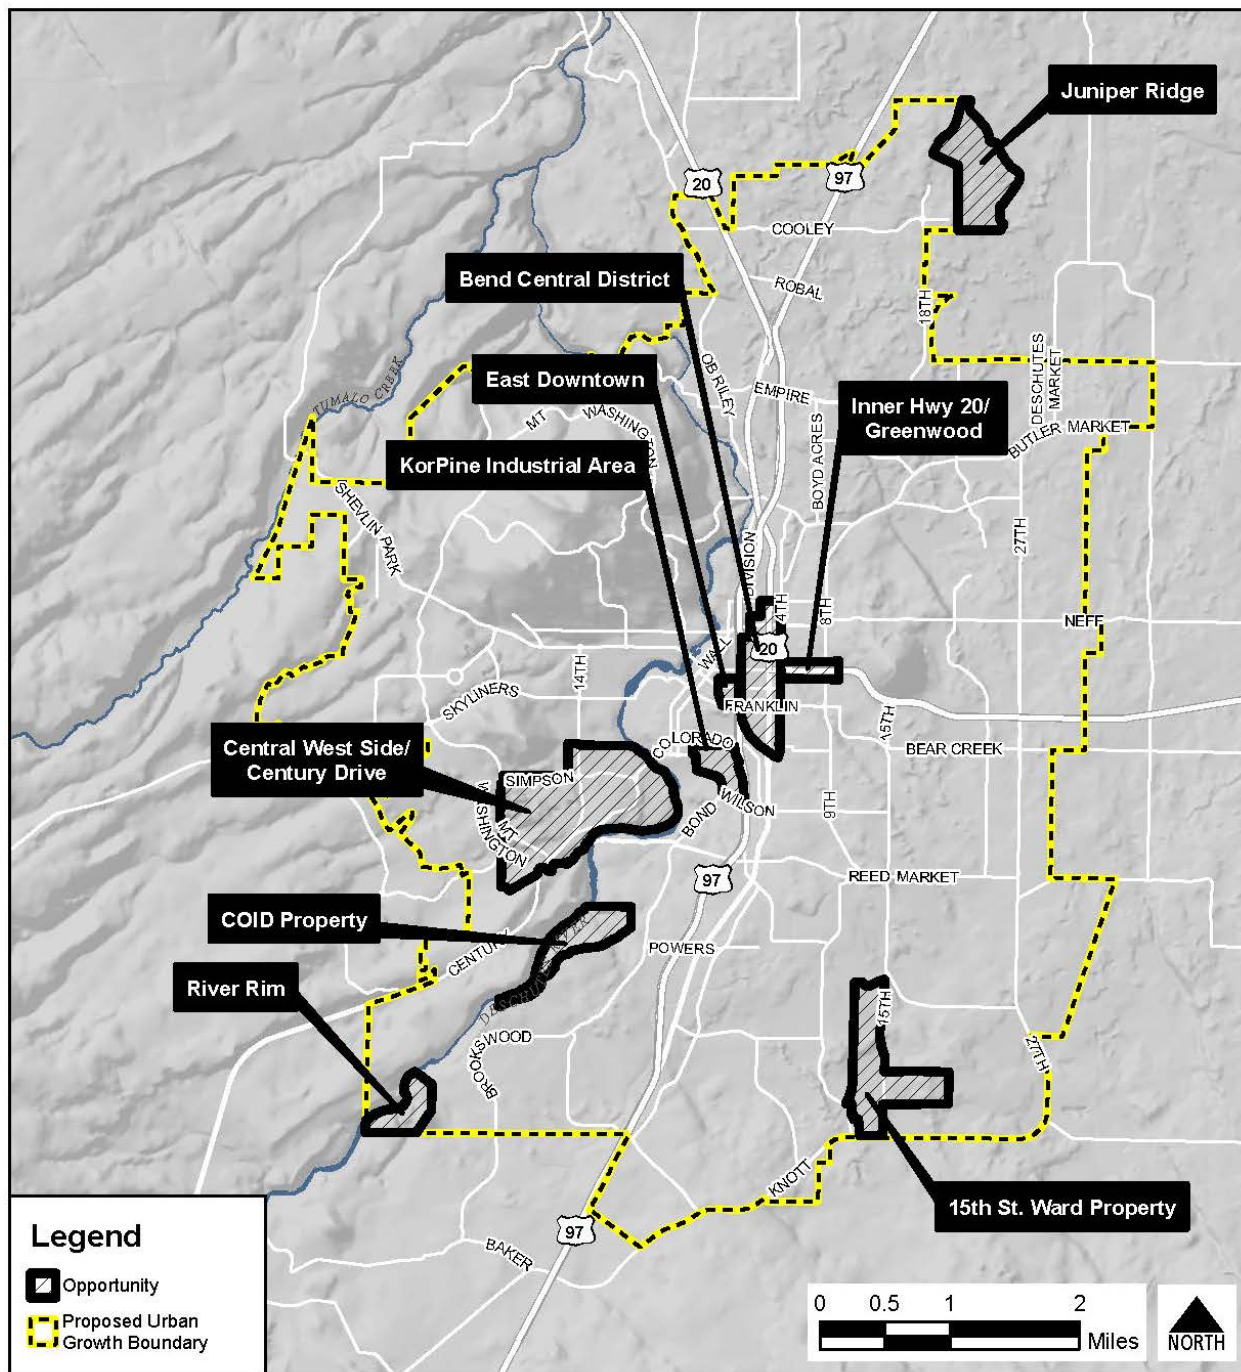 Juniper Ridge
20
97
COOLEY
Bend Central District
ROBAL
18TH
OB RILEY
DESCHUTES
MARKET
TUMALO CREEK
East Downtown
EMPIRE
Inner Hwy 20/
Greenwood
MT
WASHINGTON
BUTLER MARKET
KorPine Industrial Area
BOYD ACRES
SHEVLIN PARK
27TH
DIVISION
4TH
8TH
NEFF
20
WALL
14TH
SKYLINERS
FRANKLIN
15TH
Central West Side/
Century Drive
COLORADO
BEAR CREEK
SIMPSON
MT
WASHINGTON
WILSON
BOND
9TH
97
REED MARKET
COID Property
CENTURY
POWERS
DESCHUTES RIVER
River Rim
15TH
BROOKSWOOD
27TH
KNOTT
15th St. Ward Property
97
BAKER
Legend
Opportunity
Proposed Urban
Growth Boundary
0 0.5 1 2
Miles
NORTH